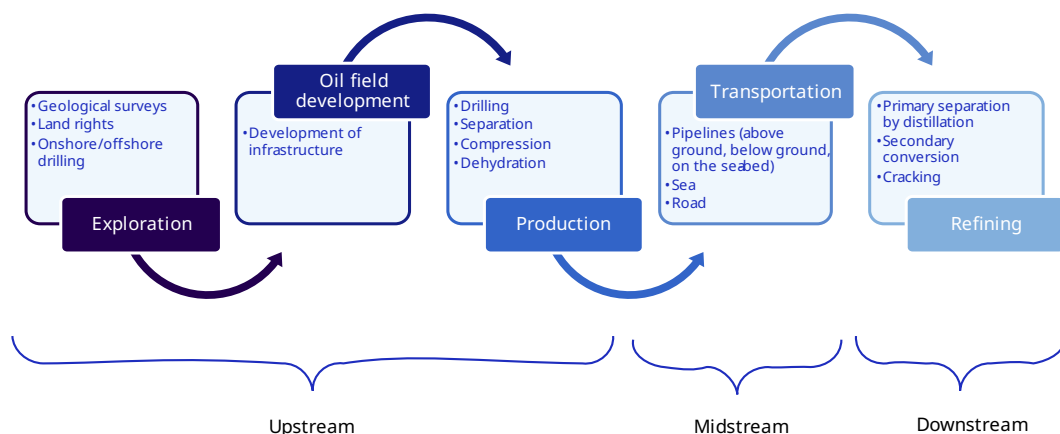 • Geological surveys
• Land rights
• Onshore/offshore
drilling
Exploration
Oil field
development
• Development of
infrastructure
• Drilling
• Separation
• Compression
• Dehydration
Production
Transportation
• Pipelines (above
ground, below ground,
on the seabed)
• Sea
• Road
• Primary separation
by distillation
• Secondary
conversion
• Cracking
Refining
Upstream
Midstream
Downstream